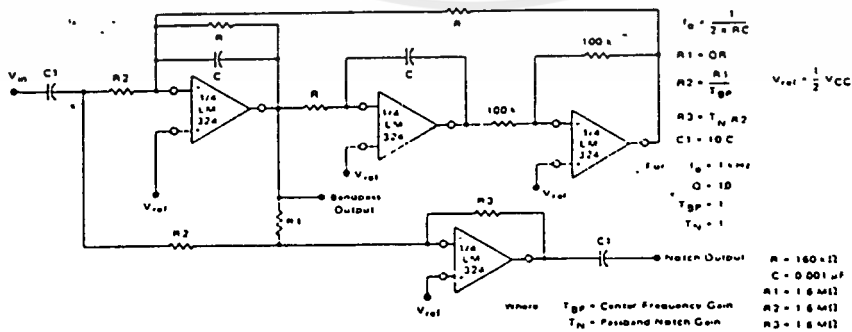 R
R
C
C
100 k
Vin
C1
R2
R
100 k
1/4
LM
324
1/4
LM
324
1/4
LM
324
Vref
Vref
Vref
Bandpass
Output
R1
R2
R3
1/4
LM
324
C1
Notch Output
Vref
Where TBP = Center Frequency Gain
TN = Passband Notch Gain
fo = 1 / 2 π RC
R1 = QR
R2 = R1 / TBP
Vref = 1/2 VCC
R3 = TN R2
C1 = 10 C
For fo = 1 kHz
Q = 10
TBP = 1
TN = 1
R = 160 kΩ
C = 0.001 µF
R1 = 1.6 MΩ
R2 = 1.6 MΩ
R3 = 1.6 MΩ